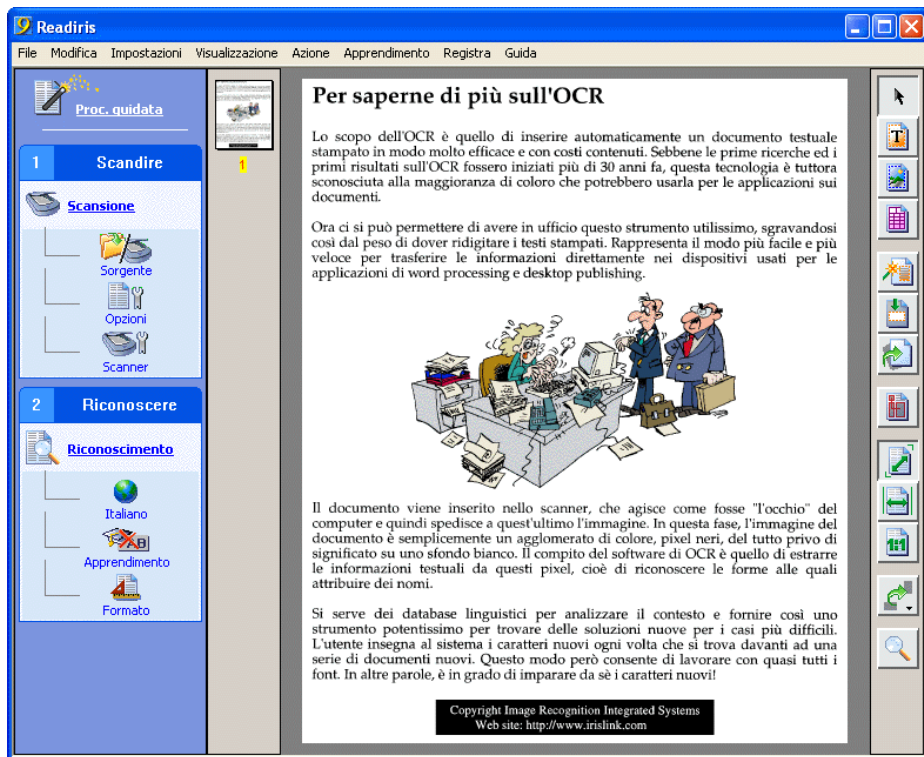 Readiris
File Modifica Impostazioni Visualizzazione Azione Apprendimento Registra Guida
Proc. guidata
1 Scandire
Scansione
Sorgente
Opzioni
Scanner
2 Riconoscere
Riconoscimento
Italiano
Apprendimento
Formato
1
Per saperne di più sull'OCR
Lo scopo dell'OCR è quello di inserire automaticamente un documento testuale
stampato in modo molto efficace e con costi contenuti. Sebbene le prime ricerche ed i
primi risultati sull'OCR fossero iniziati più di 30 anni fa, questa tecnologia è tuttora
sconosciuta alla maggioranza di coloro che potrebbero usarla per le applicazioni sui
documenti.
Ora ci si può permettere di avere in ufficio questo strumento utilissimo, sgravandosi
così dal peso di dover ridigitare i testi stampati. Rappresenta il modo più facile e più
veloce per trasferire le informazioni direttamente nei dispositivi usati per le
applicazioni di word processing e desktop publishing.
Il documento viene inserito nello scanner, che agisce come fosse "l'occhio" del
computer e quindi spedisce a quest'ultimo l'immagine. In questa fase, l'immagine del
documento è semplicemente un agglomerato di colore, pixel neri, del tutto privo di
significato su uno sfondo bianco. Il compito del software di OCR è quello di estrarre
le informazioni testuali da questi pixel, cioè di riconoscere le forme alle quali
attribuire dei nomi.
Si serve dei database linguistici per analizzare il contesto e fornire così uno
strumento potentissimo per trovare delle soluzioni nuove per i casi più difficili.
L'utente insegna al sistema i caratteri nuovi ogni volta che si trova davanti ad una
serie di documenti nuovi. Questo modo però consente di lavorare con quasi tutti i
font. In altre parole, è in grado di imparare da sè i caratteri nuovi!
Copyright Image Recognition Integrated Systems
Web site: http://www.irislink.com
1:1